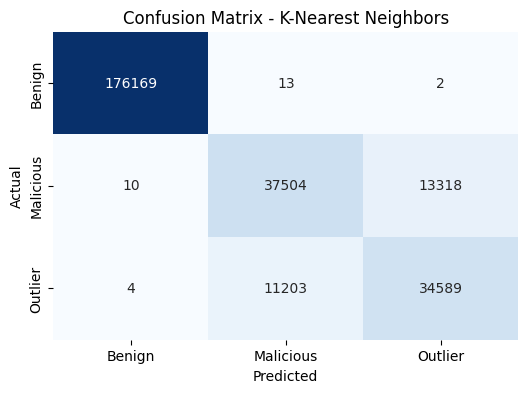 Confusion Matrix - K-Nearest Neighbors
Benign
176169 13 2
Actual
Malicious
10 37504 13318
Outlier
4 11203 34589
Benign Malicious Outlier
Predicted